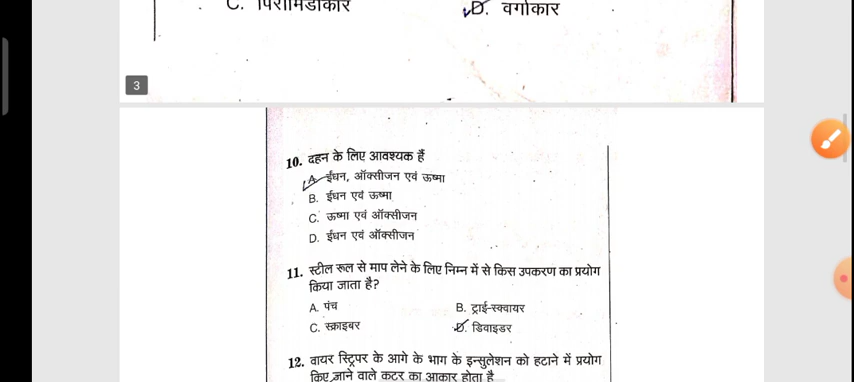 C. पिरामिडाकार D. वर्गाकार
3
10. दहन के लिए आवश्यक हैं
A. ईंधन, ऑक्सीजन एवं ऊष्मा
B. ईंधन एवं ऊष्मा
C. ऊष्मा एवं ऑक्सीजन
D. ईंधन एवं ऑक्सीजन
11. स्टील रूल से माप लेने के लिए निम्न में से किस उपकरण का प्रयोग
किया जाता है?
A. पंच B. ट्राई-स्क्वायर
C. स्क्राइबर D. डिवाइडर
12. वायर स्ट्रिपर के आगे के भाग के इन्सुलेशन को हटाने में प्रयोग
किए जाने वाले कटर का आकार होता है